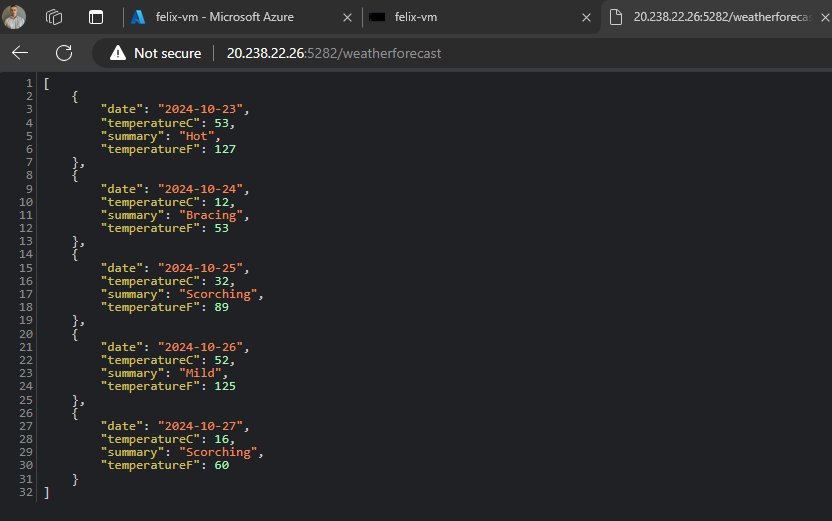 felix-vm - Microsoft Azure
felix-vm
20.238.22.26:5282/weatherforecas
Not secure
20.238.22.26:5282/weatherforecast
1 [
2 {
3 "date": "2024-10-23",
4 "temperatureC": 53,
5 "summary": "Hot",
6 "temperatureF": 127
7 },
8 {
9 "date": "2024-10-24",
10 "temperatureC": 12,
11 "summary": "Bracing",
12 "temperatureF": 53
13 },
14 {
15 "date": "2024-10-25",
16 "temperatureC": 32,
17 "summary": "Scorching",
18 "temperatureF": 89
19 },
20 {
21 "date": "2024-10-26",
22 "temperatureC": 52,
23 "summary": "Mild",
24 "temperatureF": 125
25 },
26 {
27 "date": "2024-10-27",
28 "temperatureC": 16,
29 "summary": "Scorching",
30 "temperatureF": 60
31 }
32 ]